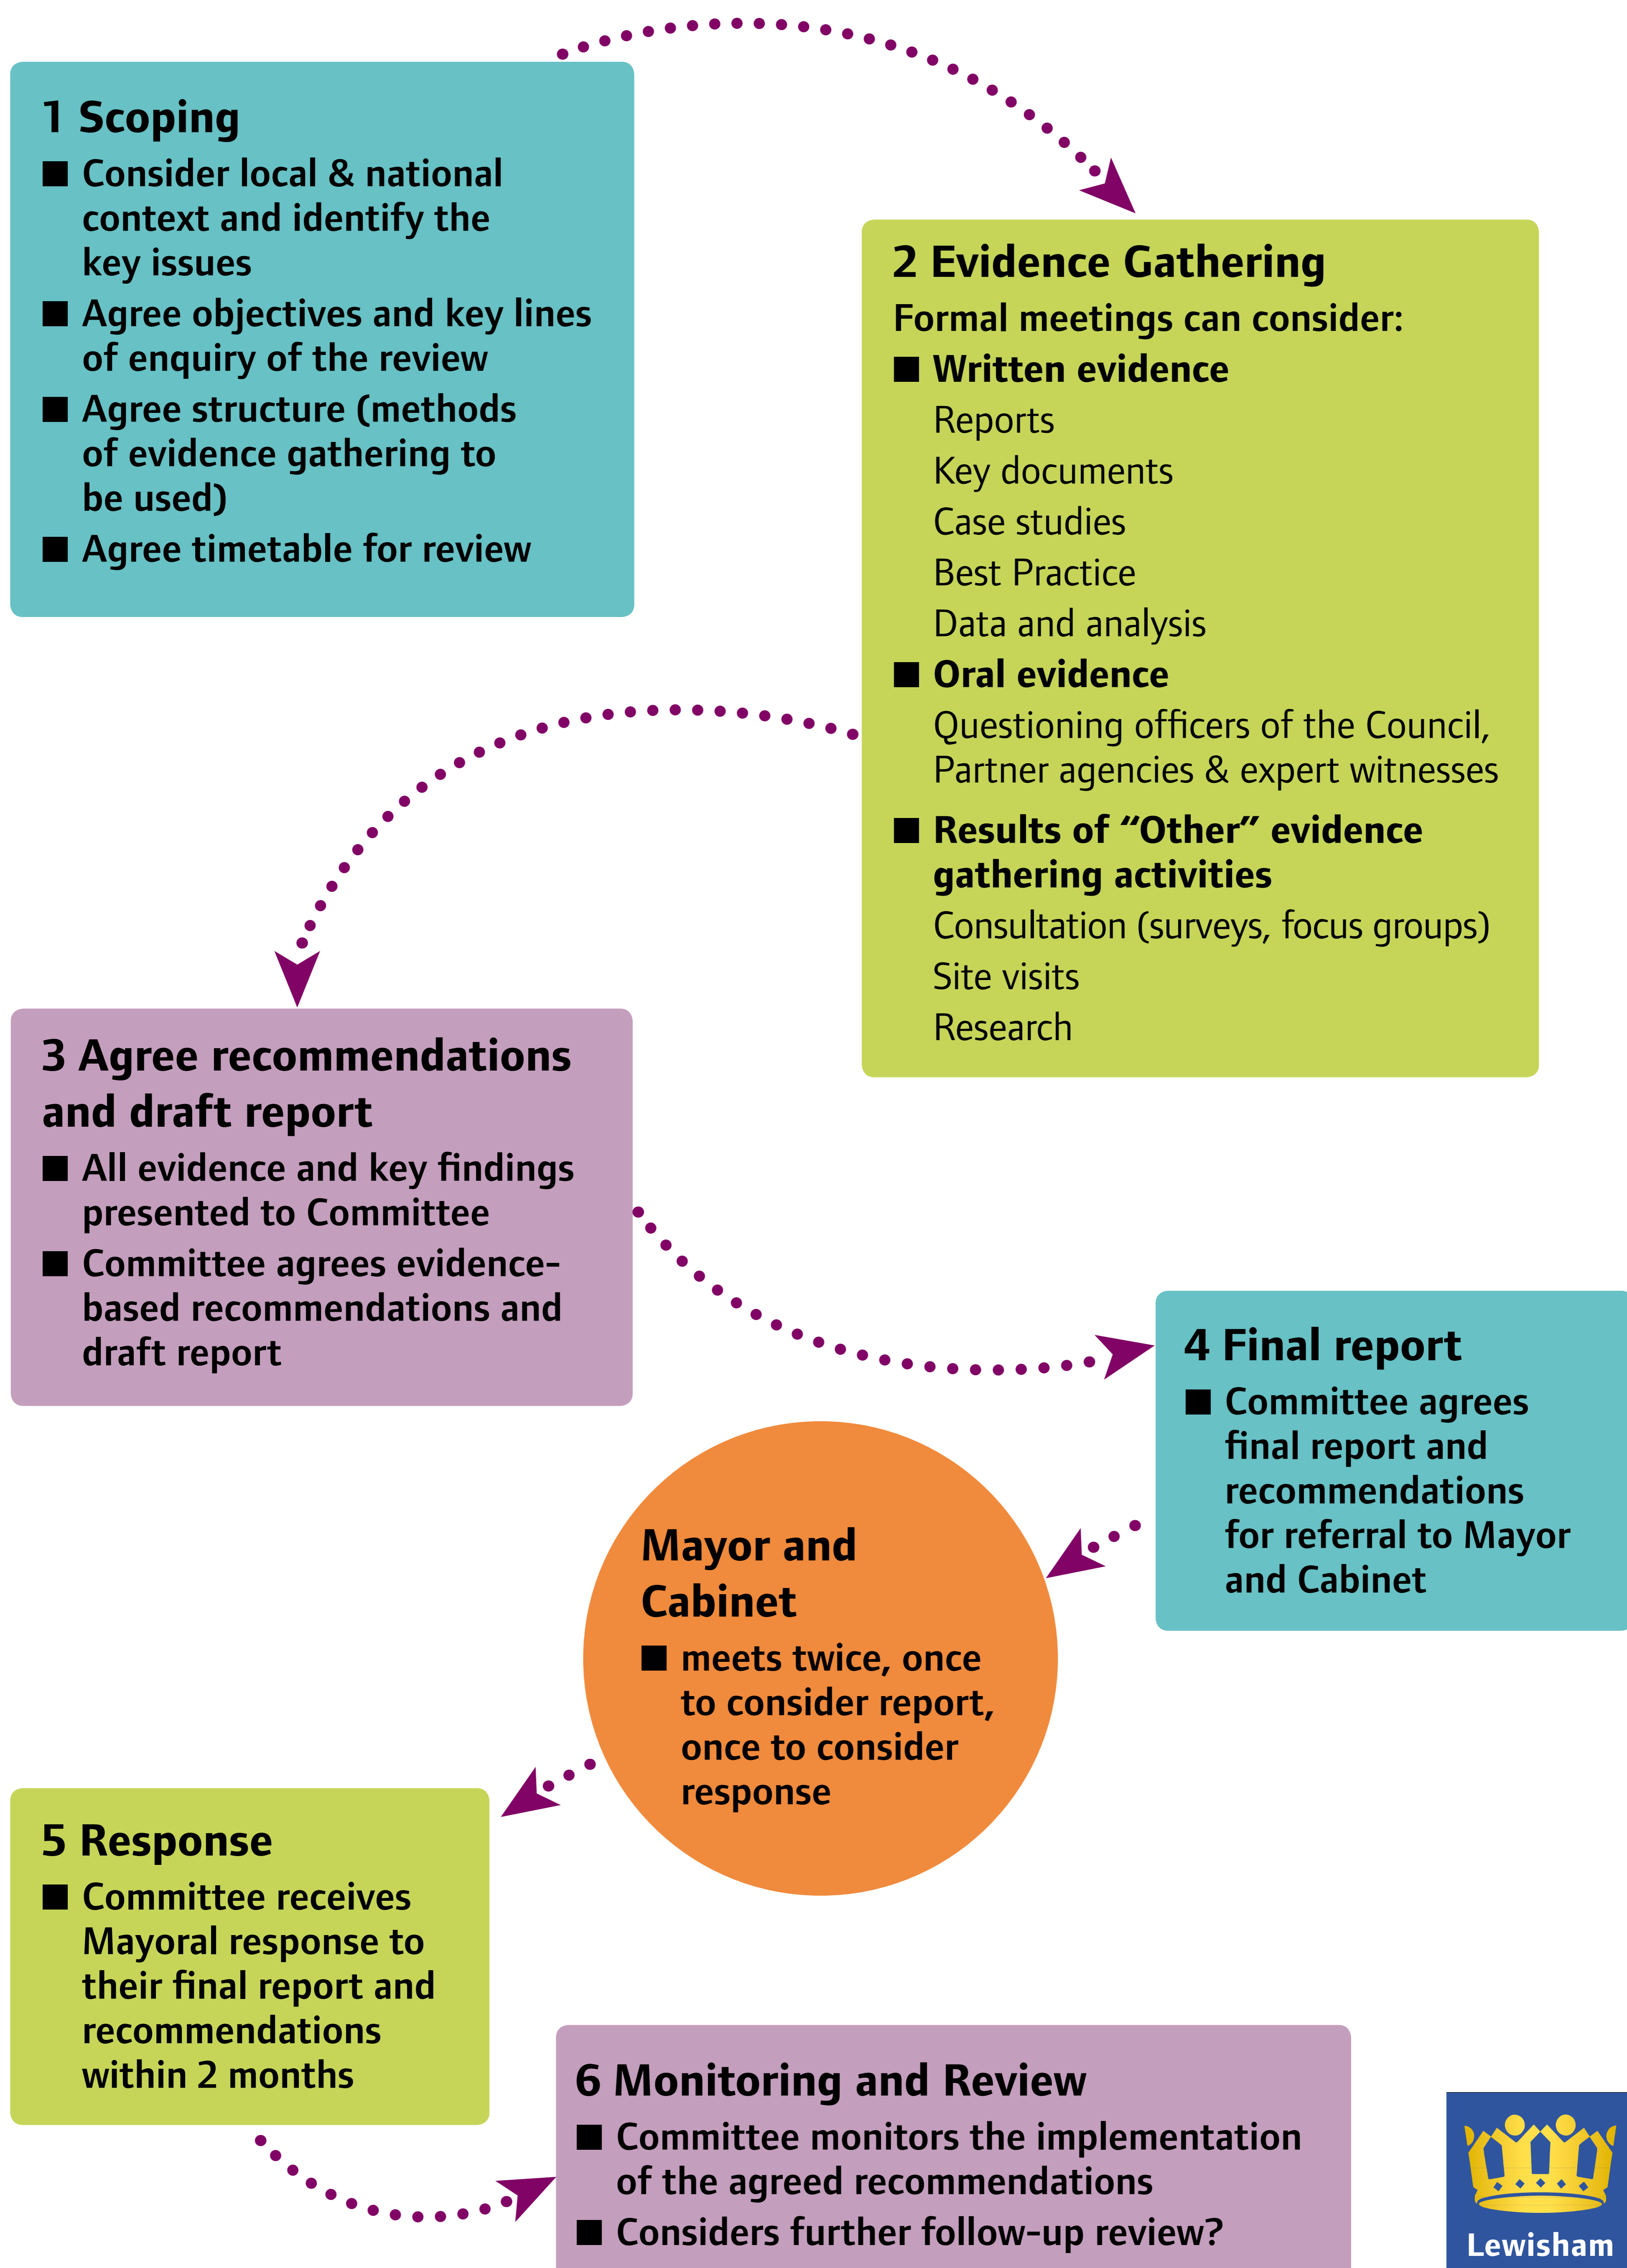 1 Scoping
■ Consider local & national
context and identify the
key issues
■ Agree objectives and key lines
of enquiry of the review
■ Agree structure (methods
of evidence gathering to
be used)
■ Agree timetable for review
2 Evidence Gathering
Formal meetings can consider:
■ Written evidence
Reports
Key documents
Case studies
Best Practice
Data and analysis
■ Oral evidence
Questioning officers of the Council,
Partner agencies & expert witnesses
■ Results of “Other” evidence
gathering activities
Consultation (surveys, focus groups)
Site visits
Research
3 Agree recommendations
and draft report
■ All evidence and key findings
presented to Committee
■ Committee agrees evidence-
based recommendations and
draft report
4 Final report
■ Committee agrees
final report and
recommendations
for referral to Mayor
and Cabinet
Mayor and
Cabinet
■ meets twice, once
to consider report,
once to consider
response
5 Response
■ Committee receives
Mayoral response to
their final report and
recommendations
within 2 months
6 Monitoring and Review
■ Committee monitors the implementation
of the agreed recommendations
■ Considers further follow-up review?
Lewisham